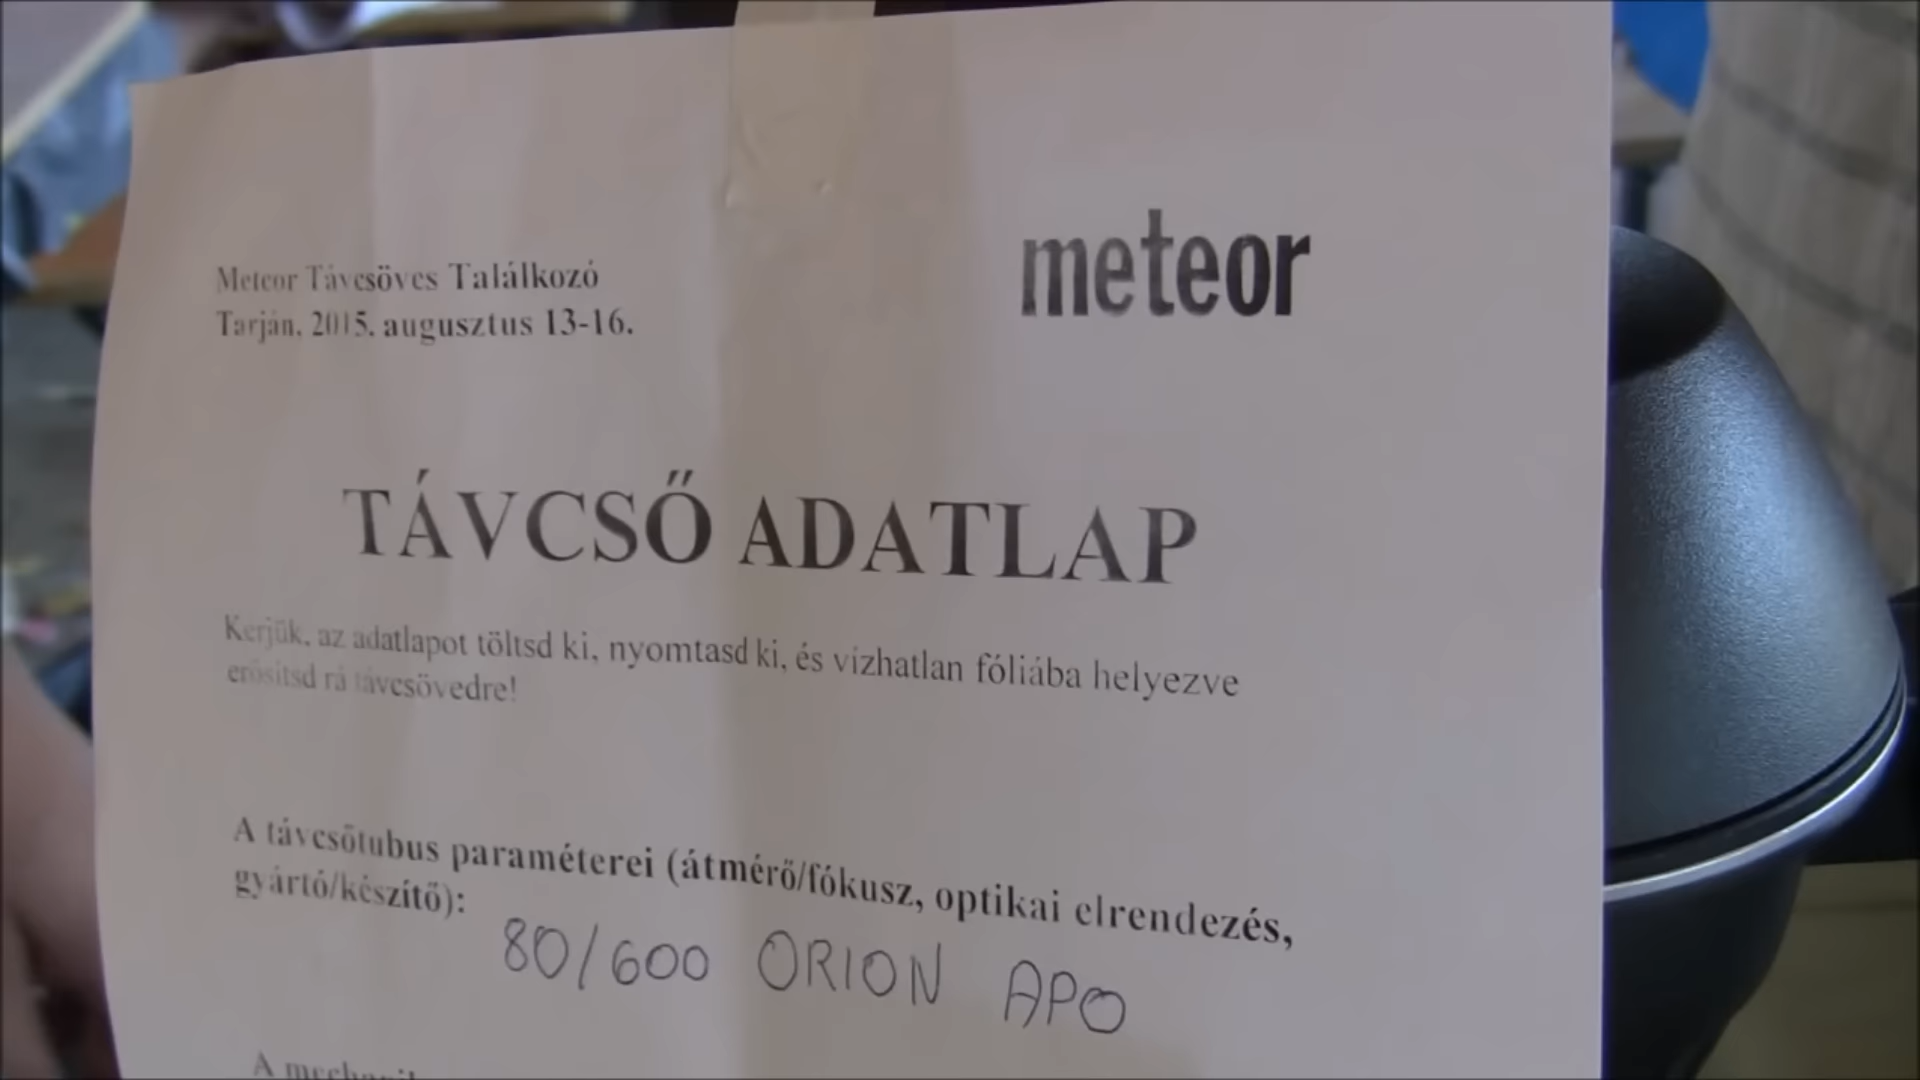 Meteor Távcsöves Találkozó
Tarján, 2015. augusztus 13-16.
meteor
TÁVCSŐ ADATLAP
Kérjük, az adatlapot töltsd ki, nyomtasd ki, és vízhatlan fóliába helyezve
erősítsd rá távcsövedre!
A távcsőtubus paraméterei (átmérő/fókusz, optikai elrendezés,
gyártó/készítő):
80/600 ORION APO
A